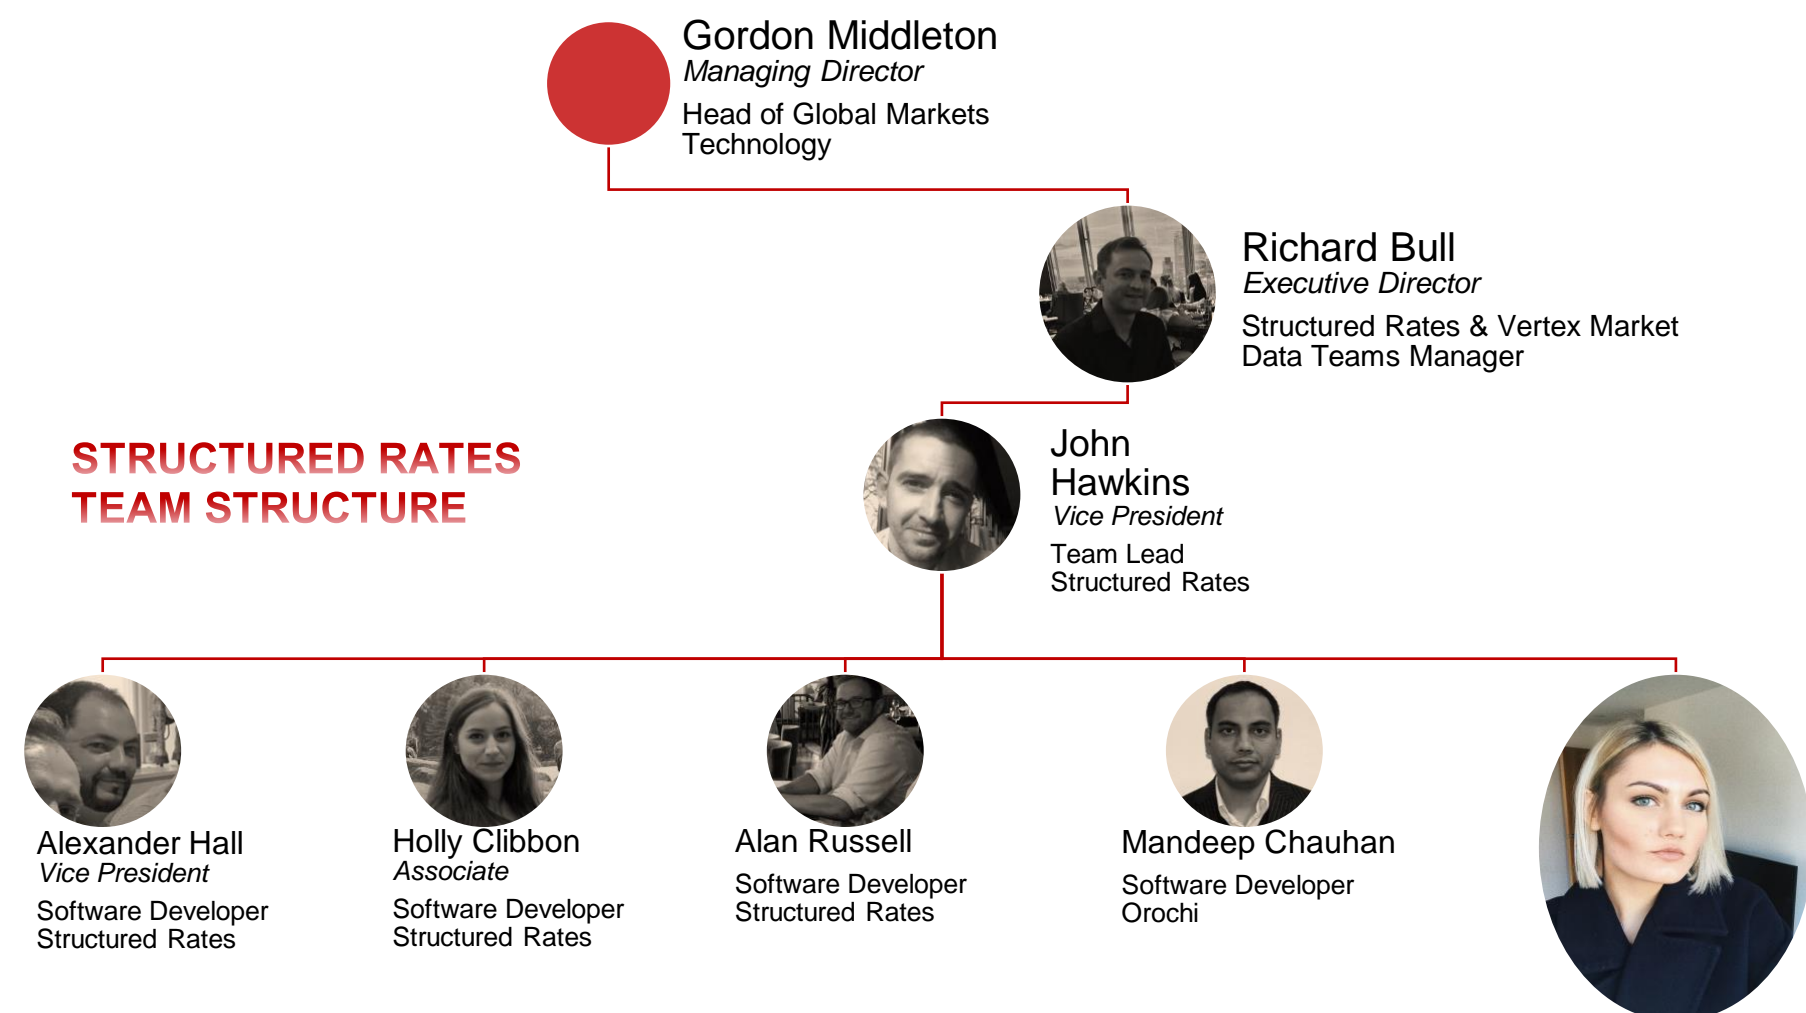 Gordon Middleton
Managing Director
Head of Global Markets
Technology
Richard Bull
Executive Director
Structured Rates & Vertex Market
Data Teams Manager
STRUCTURED RATES
TEAM STRUCTURE
John
Hawkins
Vice President
Team Lead
Structured Rates
Alexander Hall
Vice President
Software Developer
Structured Rates
Holly Clibbon
Associate
Software Developer
Structured Rates
Alan Russell
Software Developer
Structured Rates
Mandeep Chauhan
Software Developer
Orochi